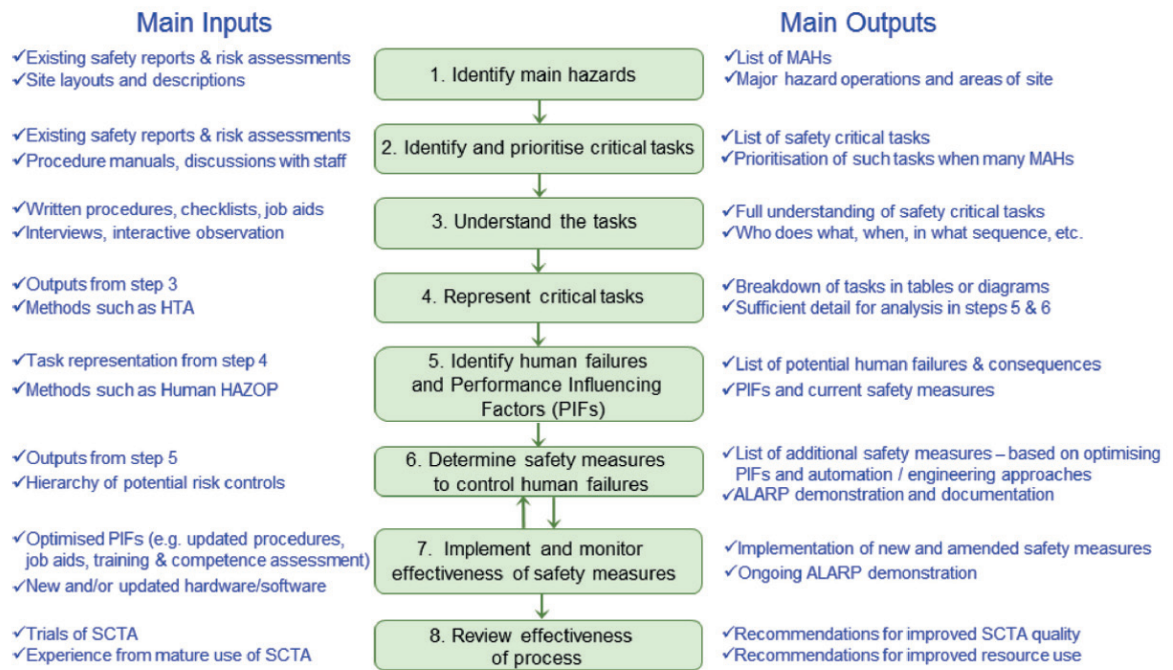 Main Inputs
Main Outputs
✓Existing safety reports & risk assessments
✓Site layouts and descriptions
1. Identify main hazards
✓List of MAHs
✓Major hazard operations and areas of site
✓Existing safety reports & risk assessments
✓Procedure manuals, discussions with staff
2. Identify and prioritise critical tasks
✓List of safety critical tasks
✓Prioritisation of such tasks when many MAHs
✓Written procedures, checklists, job aids
✓Interviews, interactive observation
3. Understand the tasks
✓Full understanding of safety critical tasks
✓Who does what, when, in what sequence, etc.
✓Outputs from step 3
✓Methods such as HTA
4. Represent critical tasks
✓Breakdown of tasks in tables or diagrams
✓Sufficient detail for analysis in steps 5 & 6
✓Task representation from step 4
✓Methods such as Human HAZOP
5. Identify human failures
and Performance Influencing
Factors (PIFs)
✓List of potential human failures & consequences
✓PIFs and current safety measures
✓Outputs from step 5
✓Hierarchy of potential risk controls
6. Determine safety measures
to control human failures
✓List of additional safety measures – based on optimising
PIFs and automation / engineering approaches
✓ALARP demonstration and documentation
✓Optimised PIFs (e.g. updated procedures,
job aids, training & competence assessment)
✓New and/or updated hardware/software
7. Implement and monitor
effectiveness of safety measures
✓Implementation of new and amended safety measures
✓Ongoing ALARP demonstration
✓Trials of SCTA
✓Experience from mature use of SCTA
8. Review effectiveness
of process
✓Recommendations for improved SCTA quality
✓Recommendations for improved resource use